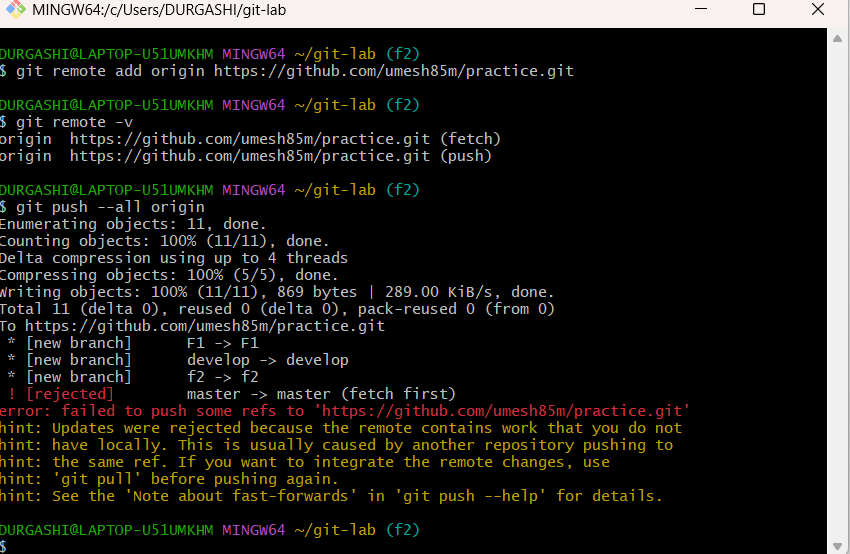 MINGW64:/c/Users/DURGASHI/git-lab
DURGASHI@LAPTOP-U51UMKHM MINGW64 ~/git-lab (f2)
$ git remote add origin https://github.com/umesh85m/practice.git
DURGASHI@LAPTOP-U51UMKHM MINGW64 ~/git-lab (f2)
$ git remote -v
origin  https://github.com/umesh85m/practice.git (fetch)
origin  https://github.com/umesh85m/practice.git (push)
DURGASHI@LAPTOP-U51UMKHM MINGW64 ~/git-lab (f2)
$ git push --all origin
Enumerating objects: 11, done.
Counting objects: 100% (11/11), done.
Delta compression using up to 4 threads
Compressing objects: 100% (5/5), done.
Writing objects: 100% (11/11), 869 bytes | 289.00 KiB/s, done.
Total 11 (delta 0), reused 0 (delta 0), pack-reused 0 (from 0)
To https://github.com/umesh85m/practice.git
 * [new branch]      F1 -> F1
 * [new branch]      develop -> develop
 * [new branch]      f2 -> f2
 ! [rejected]        master -> master (fetch first)
error: failed to push some refs to 'https://github.com/umesh85m/practice.git'
hint: Updates were rejected because the remote contains work that you do not
hint: have locally. This is usually caused by another repository pushing to
hint: the same ref. If you want to integrate the remote changes, use
hint: 'git pull' before pushing again.
hint: See the 'Note about fast-forwards' in 'git push --help' for details.
DURGASHI@LAPTOP-U51UMKHM MINGW64 ~/git-lab (f2)
$